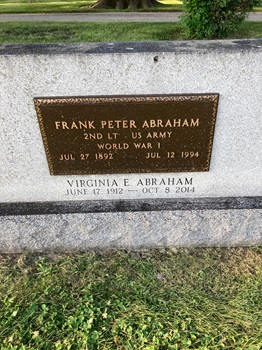 FRANK PETER ABRAHAM
2ND LT US ARMY
WORLD WAR I
JUL 27 1892 JUL 12 1994
VIRGINIA E. ABRAHAM
JUNE 17 1912 — OCT 8 2014